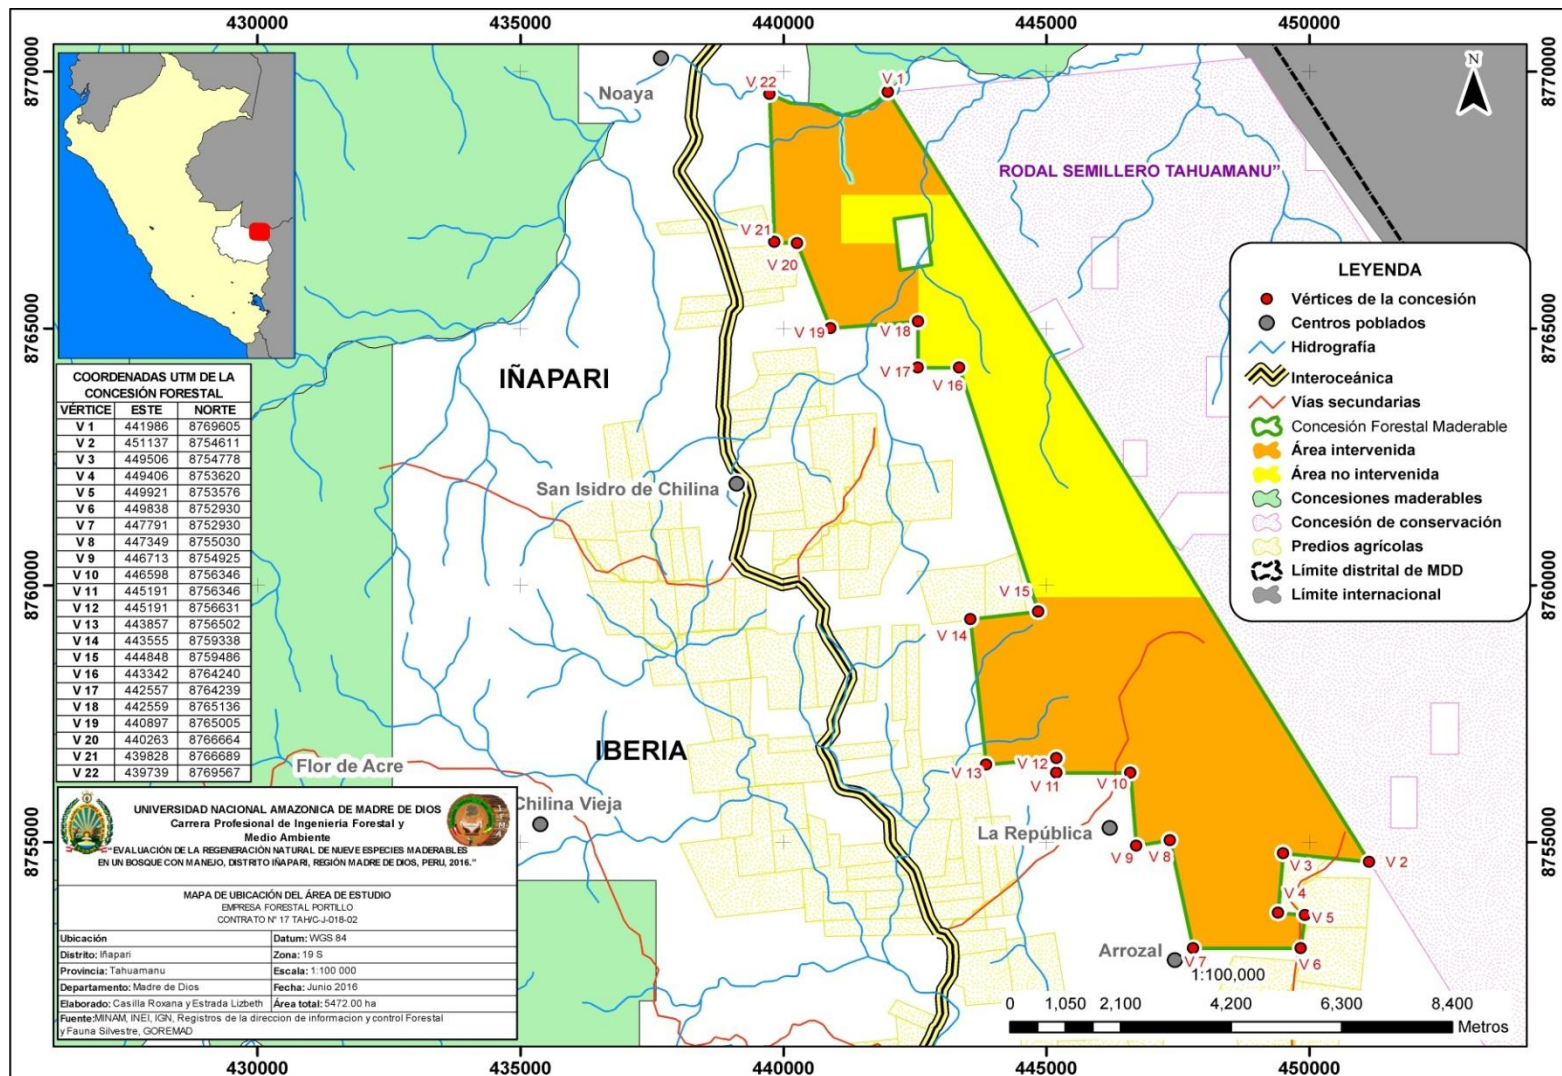 430000 435000 440000 445000 450000
8770000 8770000
8765000 8765000
8760000 8760000
8755000 8755000
430000 435000 440000 445000 450000
N
Noaya
V 22
V 1
RODAL SEMILLERO TAHUAMANU”
V 21
V 20
V 19
V 18
V 17
V 16
IÑAPARI
San Isidro de Chilina
V 15
V 14
IBERIA
V 13
V 12
V 11
V 10
Flor de Acre
Chilina Vieja
La República
V 9
V 8
V 3
V 2
V 4
V 5
Arrozal
V 7
V 6
LEYENDA
Vértices de la concesión
Centros poblados
Hidrografía
Interoceánica
Vías secundarias
Concesión Forestal Maderable
Área intervenida
Área no intervenida
Concesiones maderables
Concesión de conservación
Predios agrícolas
Límite distrital de MDD
Límite internacional
COORDENADAS UTM DE LA
CONCESIÓN FORESTAL
VÉRTICE ESTE NORTE
V 1 441986 8769605
V 2 451137 8754611
V 3 449506 8754778
V 4 449406 8753620
V 5 449921 8753576
V 6 449838 8752930
V 7 447791 8752930
V 8 447349 8755030
V 9 446713 8754925
V 10 446598 8756346
V 11 445191 8756346
V 12 445191 8756631
V 13 443857 8756502
V 14 443555 8759338
V 15 444848 8759486
V 16 443342 8764240
V 17 442557 8764239
V 18 442559 8765136
V 19 440897 8765005
V 20 440263 8766664
V 21 439828 8766689
V 22 439739 8769567
UNIVERSIDAD NACIONAL AMAZONICA DE MADRE DE DIOS
Carrera Profesional de Ingenieria Forestal y
Medio Ambiente
“EVALUACIÓN DE LA REGENERACIÓN NATURAL DE NUEVE ESPECIES MADERABLES
EN UN BOSQUE CON MANEJO, DISTRITO IÑAPARI, REGIÓN MADRE DE DIOS, PERU, 2016.”
MAPA DE UBICACIÓN DEL ÁREA DE ESTUDIO
EMPRESA FORESTAL PORTILLO
CONTRATO N° 17 TAH/C-J-018-02
Ubicación Datum: WGS 84
Distrito: Iñapari Zona: 19 S
Provincia: Tahuamanu Escala: 1:100 000
Departamento: Madre de Dios Fecha: Junio 2016
Elaborado: Casilla Roxana y Estrada Lizbeth Área total: 5472.00 ha
Fuente:MINAM, INEI, IGN, Registros de la direccion de informacion y control Forestal
y Fauna Silvestre, GOREMAD
1:100,000
0 1,050 2,100 4,200 6,300 8,400
Metros